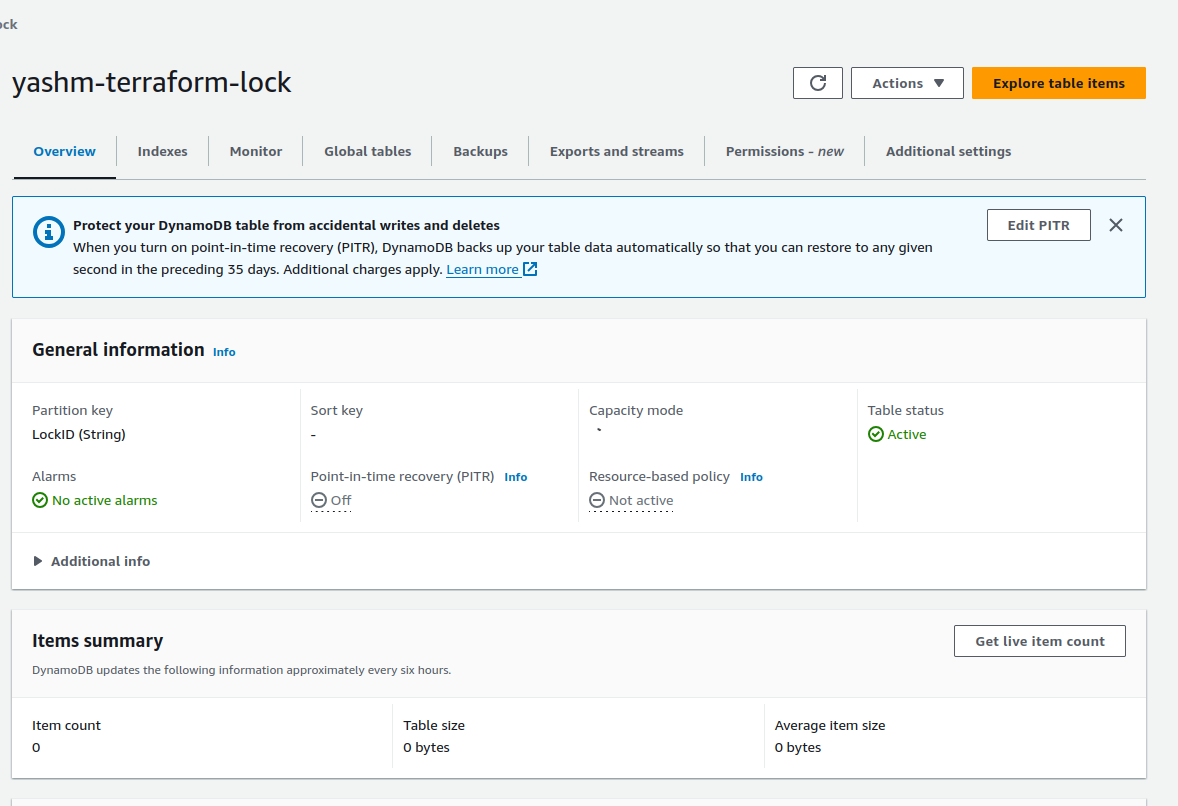 ock
yashm-terraform-lock
Actions
Explore table items
Overview
Indexes
Monitor
Global tables
Backups
Exports and streams
Permissions - new
Additional settings
Protect your DynamoDB table from accidental writes and deletes
When you turn on point-in-time recovery (PITR), DynamoDB backs up your table data automatically so that you can restore to any given
second in the preceding 35 days. Additional charges apply. Learn more
Edit PITR
General information Info
Partition key
LockID (String)
Sort key
-
Capacity mode
Table status
Active
Alarms
No active alarms
Point-in-time recovery (PITR) Info
Off
Resource-based policy Info
Not active
Additional info
Items summary
Get live item count
DynamoDB updates the following information approximately every six hours.
Item count
0
Table size
0 bytes
Average item size
0 bytes